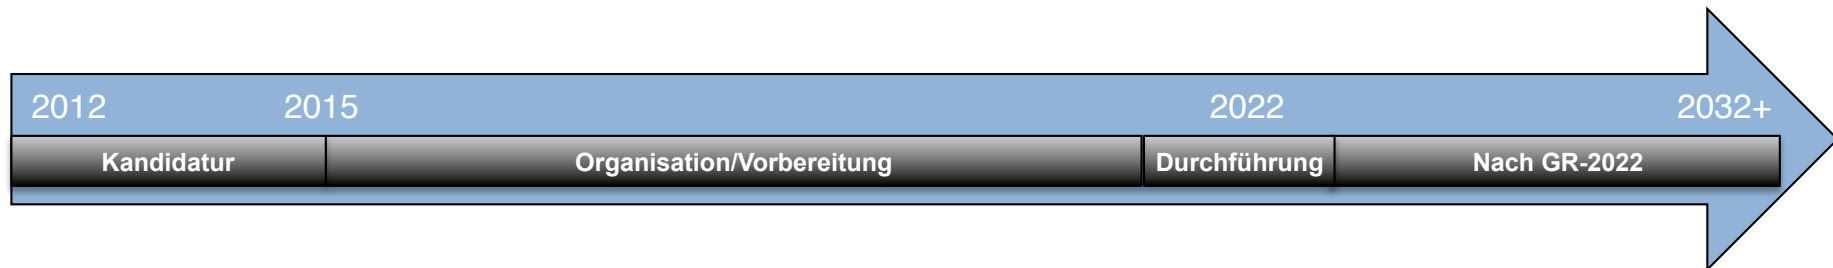 2012 2015 2022 2032+
Kandidatur Organisation/Vorbereitung Durchführung Nach GR-2022